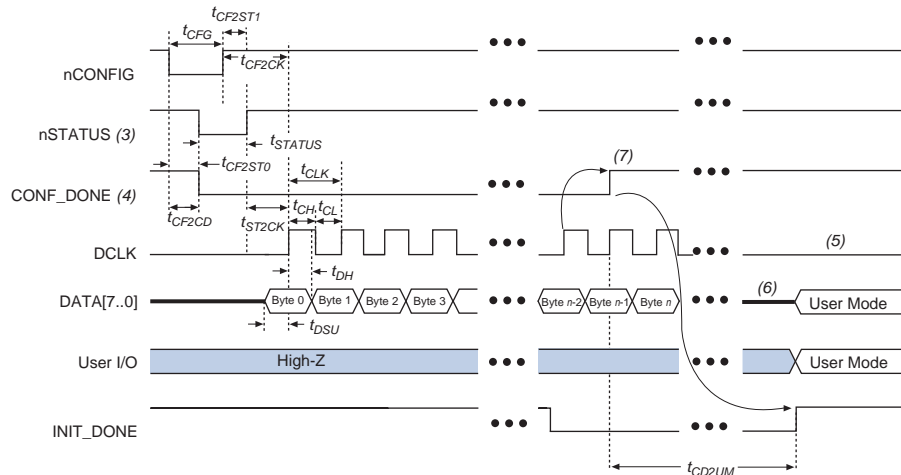 tCF2ST1
tCFG
tCF2CK
nCONFIG
nSTATUS (3)
tSTATUS
tCF2ST0
tCLK
(7)
CONF_DONE (4)
tCF2CD
tST2CK
tCH
tCL
DCLK
(5)
tDH
DATA[7..0]
Byte 0
Byte 1
Byte 2
Byte 3
Byte n-2
Byte n-1
Byte n
(6)
User Mode
tDSU
User I/O
High-Z
User Mode
INIT_DONE
tCD2UM